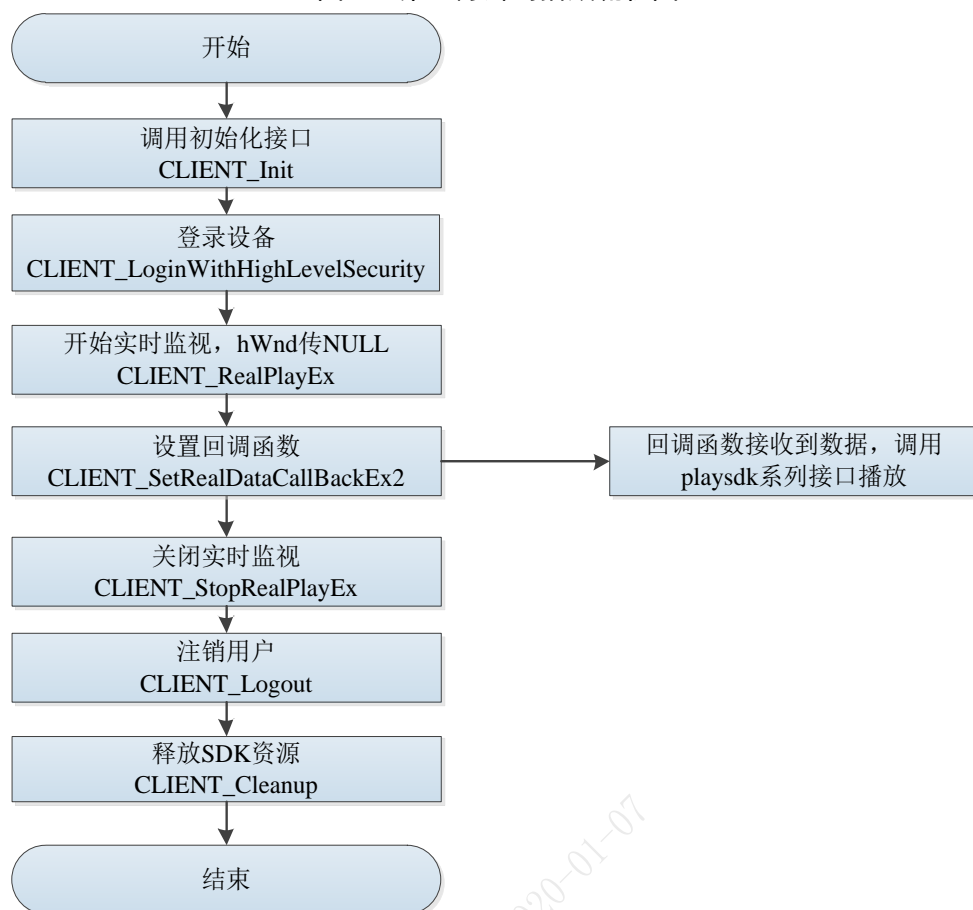 开始
调用初始化接口
CLIENT_Init
登录设备
CLIENT_LoginWithHighLevelSecurity
开始实时监视，hWnd传NULL
CLIENT_RealPlayEx
设置回调函数
CLIENT_SetRealDataCallBackEx2
回调函数接收到数据，调用
playsdk系列接口播放
关闭实时监视
CLIENT_StopRealPlayEx
注销用户
CLIENT_Logout
释放SDK资源
CLIENT_Cleanup
结束